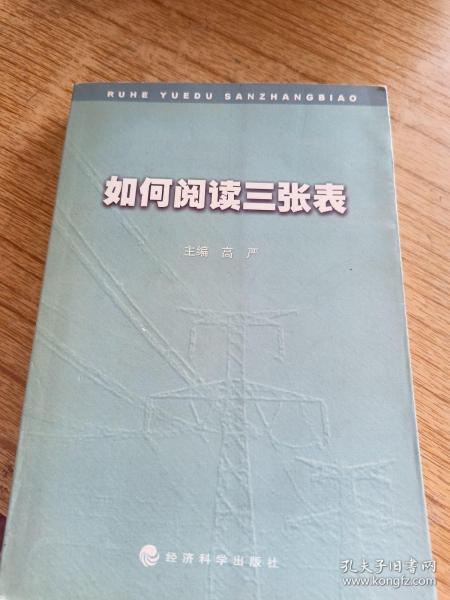 RUHE YUEDU SANZHANGBIAO
如何阅读三张表
主编 高 严
经济科学出版社
孔夫子旧书网
www.kongfz.com